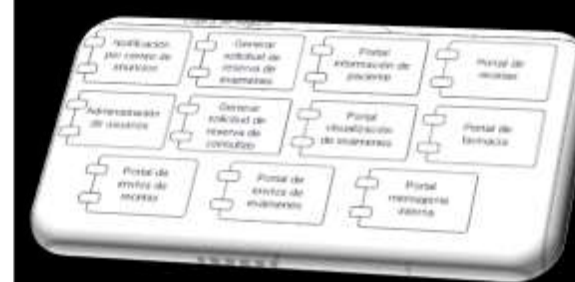 Notificación
por correo de
atención
Generar
solicitud de
reserva de
exámenes
Portal
información de
paciente
Portal de
recetas
Administración
de usuarios
Generar
solicitud de
reserva de
consultas
Portal
visualización
de exámenes
Portal de
farmacia
Portal de
envíos de
recetas
Portal de
envíos de
exámenes
Portal
mensajería
interna